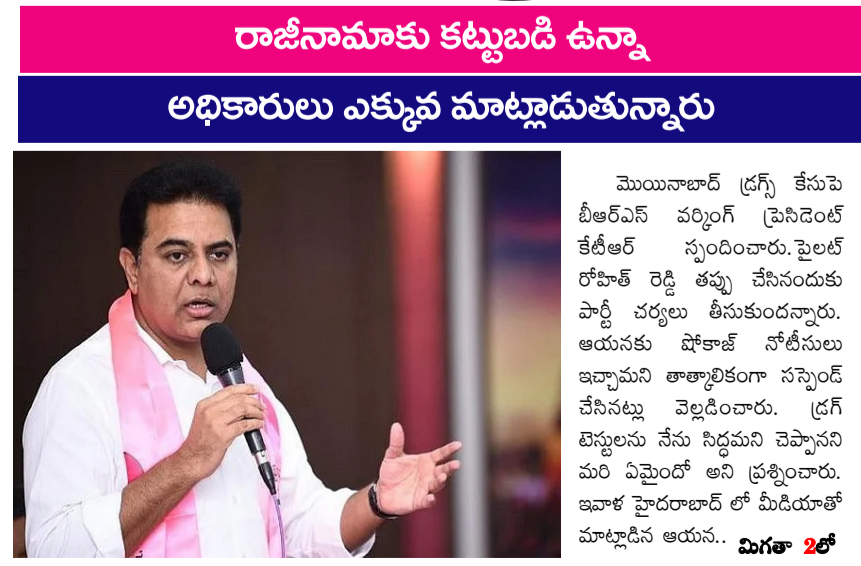 రాజీనామాకు కట్టుబడి ఉన్నా
అధికారులు ఎక్కువ మాట్లాడుతున్నారు
మొయినాబాద్ డ్రగ్స్ కేసుపె
బీఆర్ఎస్ వర్కింగ్ ప్రెసిడెంట్
కేటీఆర్ స్పందించారు.పైలట్
రోహిత్ రెడ్డి తప్పు చేసినందుకు
పార్టీ చర్యలు తీసుకుందన్నారు.
ఆయనకు షోకాజ్ నోటీసులు
ఇచ్చామని తాత్కాలికంగా సస్పెండ్
చేసినట్లు వెల్లడించారు. డ్రగ్
టెస్టులను నేను సిద్ధమని చెప్పానని
మరి ఏమైందో అని ప్రశ్నించారు.
ఇవాళ హైదరాబాద్ లో మీడియాతో
మాట్లాడిన ఆయన.. మిగతా 2లో